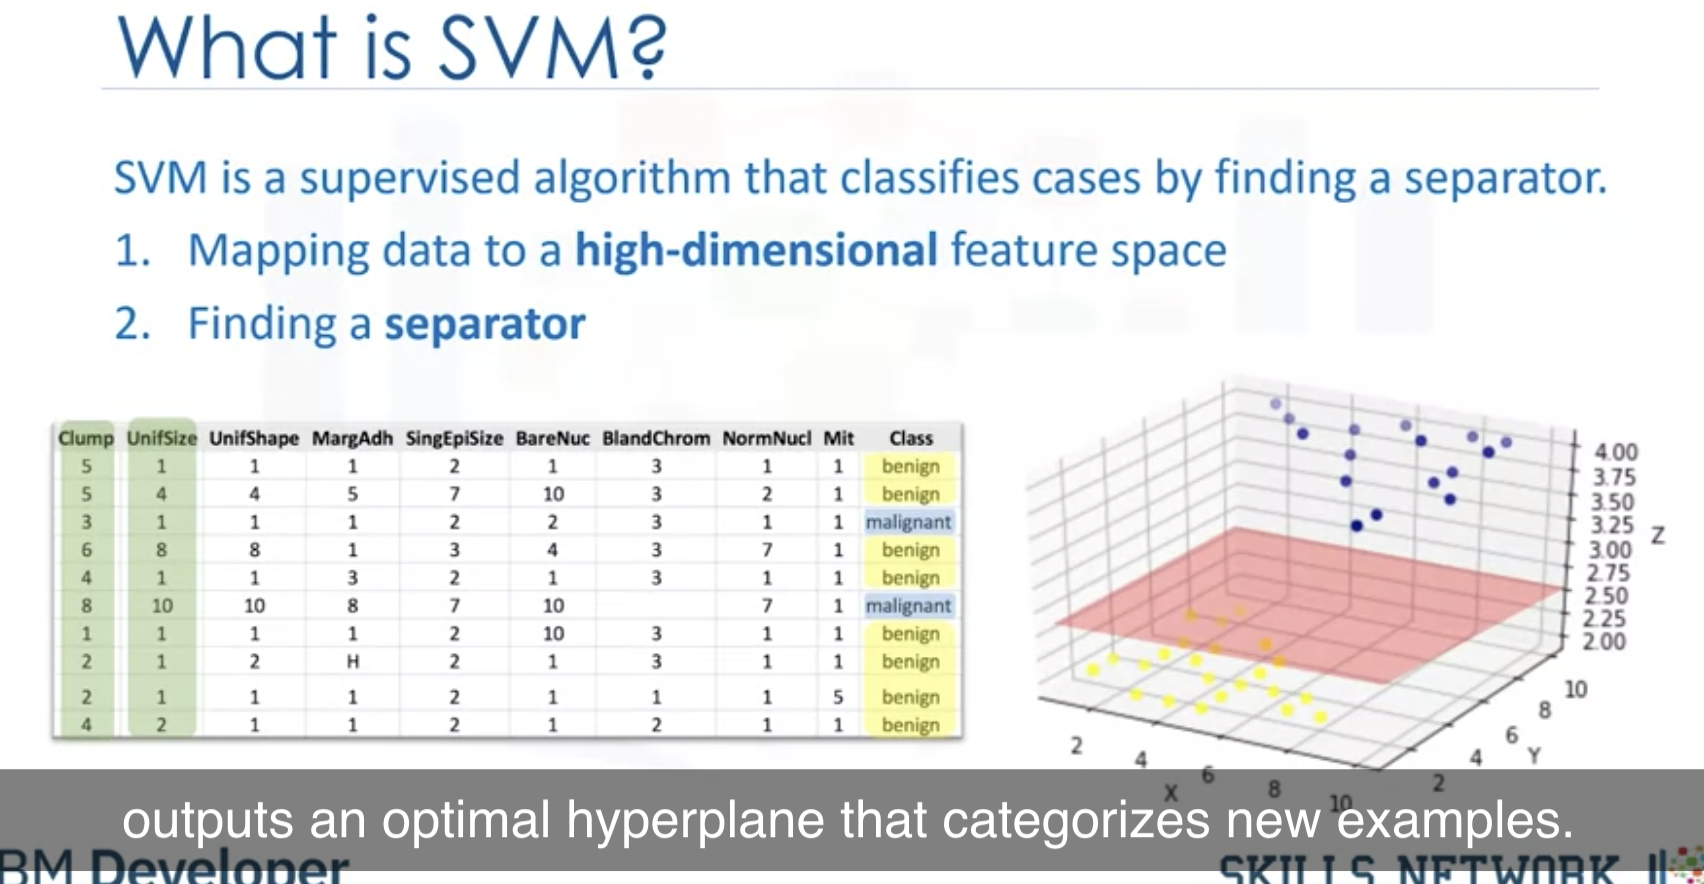 What is SVM?
SVM is a supervised algorithm that classifies cases by finding a separator.
1. Mapping data to a high-dimensional feature space
2. Finding a separator
Clump UnifSize UnifShape MargAdh SingEpiSize BareNuc BlandChrom NormNucl Mit Class
5 1 1 1 2 1 3 1 1 benign
5 4 4 5 7 10 3 2 1 benign
3 1 1 1 2 2 3 1 1 malignant
6 8 8 1 3 4 3 7 1 benign
4 1 1 3 2 1 3 1 1 benign
8 10 10 8 7 10 7 1 malignant
1 1 1 1 2 10 3 1 1 benign
2 1 2 H 2 1 3 1 1 benign
2 1 1 1 2 1 1 1 5 benign
4 2 1 1 2 1 2 1 1 benign
4.00
3.75
3.50
3.25
3.00
2.75
2.50
2.25
2.00
Z
10
8
6
4
2
Y
2
4
6
8
10
X
outputs an optimal hyperplane that categorizes new examples.
BM Developer
SKILLS NETWORK